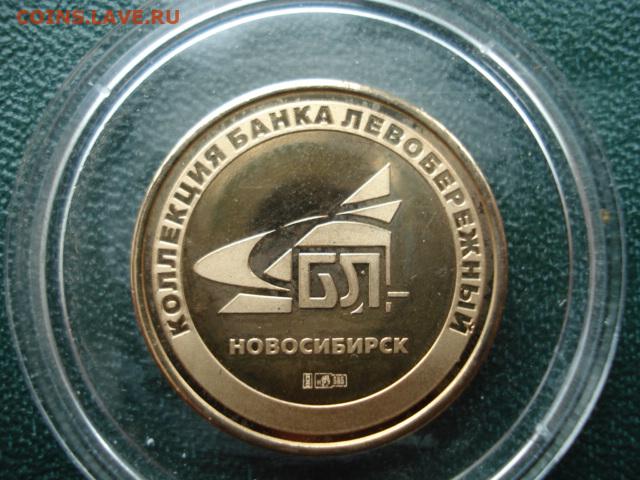 COINS.LAVE.RU
КОЛЛЕКЦИЯ БАНКА ЛЕВОБЕРЕЖНЫЙ
БЛ
НОВОСИБИРСК